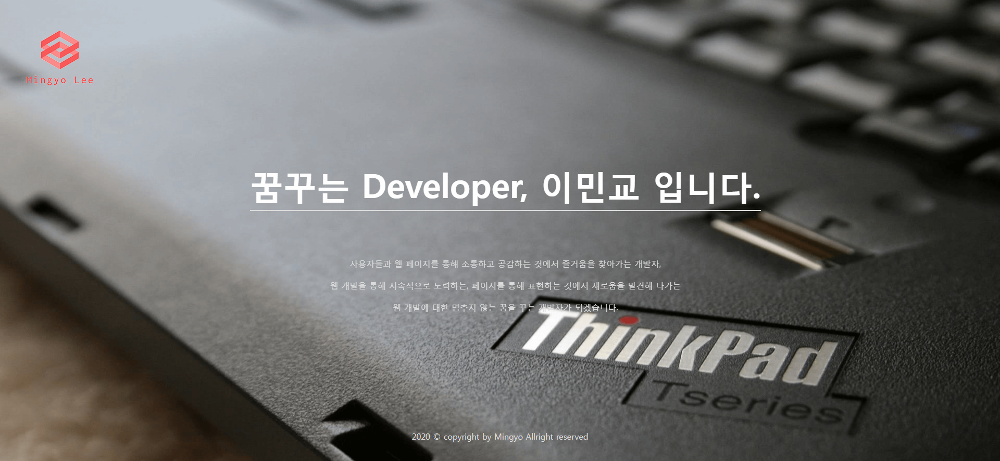 Mingyo Lee
꿈꾸는 Developer, 이민교 입니다.
사용자들과 웹 페이지를 통해 소통하고 공감하는 것에서 즐거움을 찾아가는 개발자,
웹 개발을 통해 지속적으로 노력하는, 페이지를 통해 표현하는 것에서 새로움을 발견해 나가는
웹 개발에 대한 멈추지 않는 꿈을 꾸는 개발자가 되겠습니다.
ThinkPad
Tseries
2020 © copyright by Mingyo Allright reserved